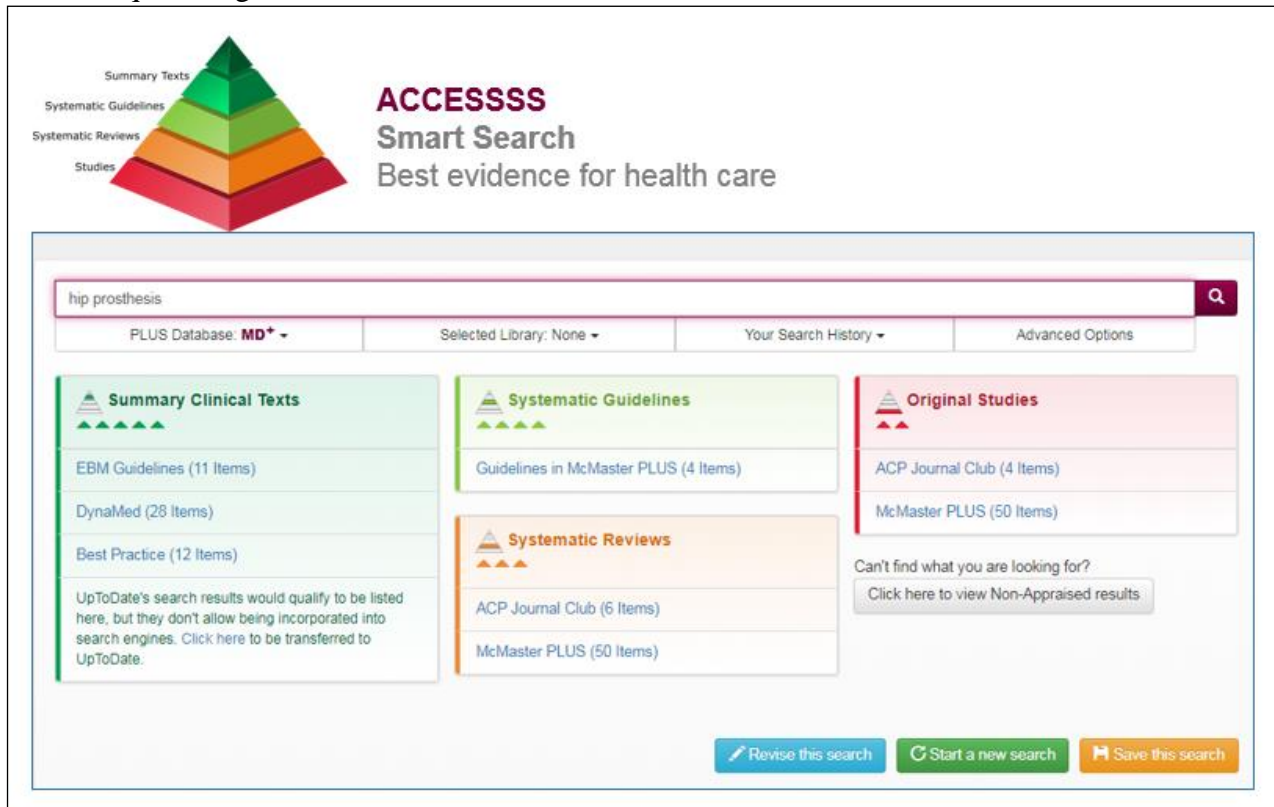 Summary Texts
Systematic Guidelines
Systematic Reviews
Studies
ACCESSSS
Smart Search
Best evidence for health care
hip prosthesis
PLUS Database: MD+
Selected Library: None
Your Search History
Advanced Options
Summary Clinical Texts
EBM Guidelines (11 Items)
DynaMed (28 Items)
Best Practice (12 Items)
UpToDate's search results would qualify to be listed
here, but they don't allow being incorporated into
search engines. Click here to be transferred to
UpToDate.
Systematic Guidelines
Guidelines in McMaster PLUS (4 Items)
Systematic Reviews
ACP Journal Club (6 Items)
McMaster PLUS (50 Items)
Original Studies
ACP Journal Club (4 Items)
McMaster PLUS (50 Items)
Can't find what you are looking for?
Click here to view Non-Appraised results
Revise this search
Start a new search
Save this search